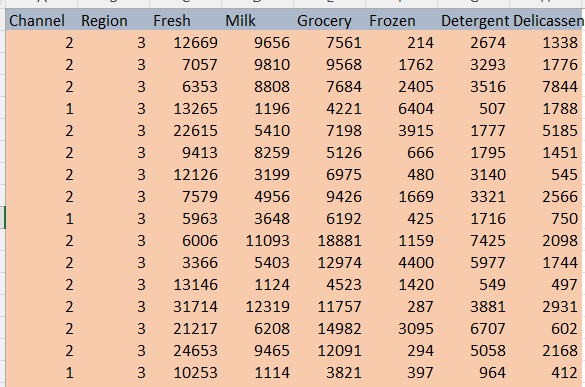 Channel Region Fresh Milk Grocery Frozen Detergent Delicassen
2 3 12669 9656 7561 214 2674 1338
2 3 7057 9810 9568 1762 3293 1776
2 3 6353 8808 7684 2405 3516 7844
1 3 13265 1196 4221 6404 507 1788
2 3 22615 5410 7198 3915 1777 5185
2 3 9413 8259 5126 666 1795 1451
2 3 12126 3199 6975 480 3140 545
2 3 7579 4956 9426 1669 3321 2566
1 3 5963 3648 6192 425 1716 750
2 3 6006 11093 18881 1159 7425 2098
2 3 3366 5403 12974 4400 5977 1744
2 3 13146 1124 4523 1420 549 497
2 3 31714 12319 11757 287 3881 2931
2 3 21217 6208 14982 3095 6707 602
2 3 24653 9465 12091 294 5058 2168
1 3 10253 1114 3821 397 964 412